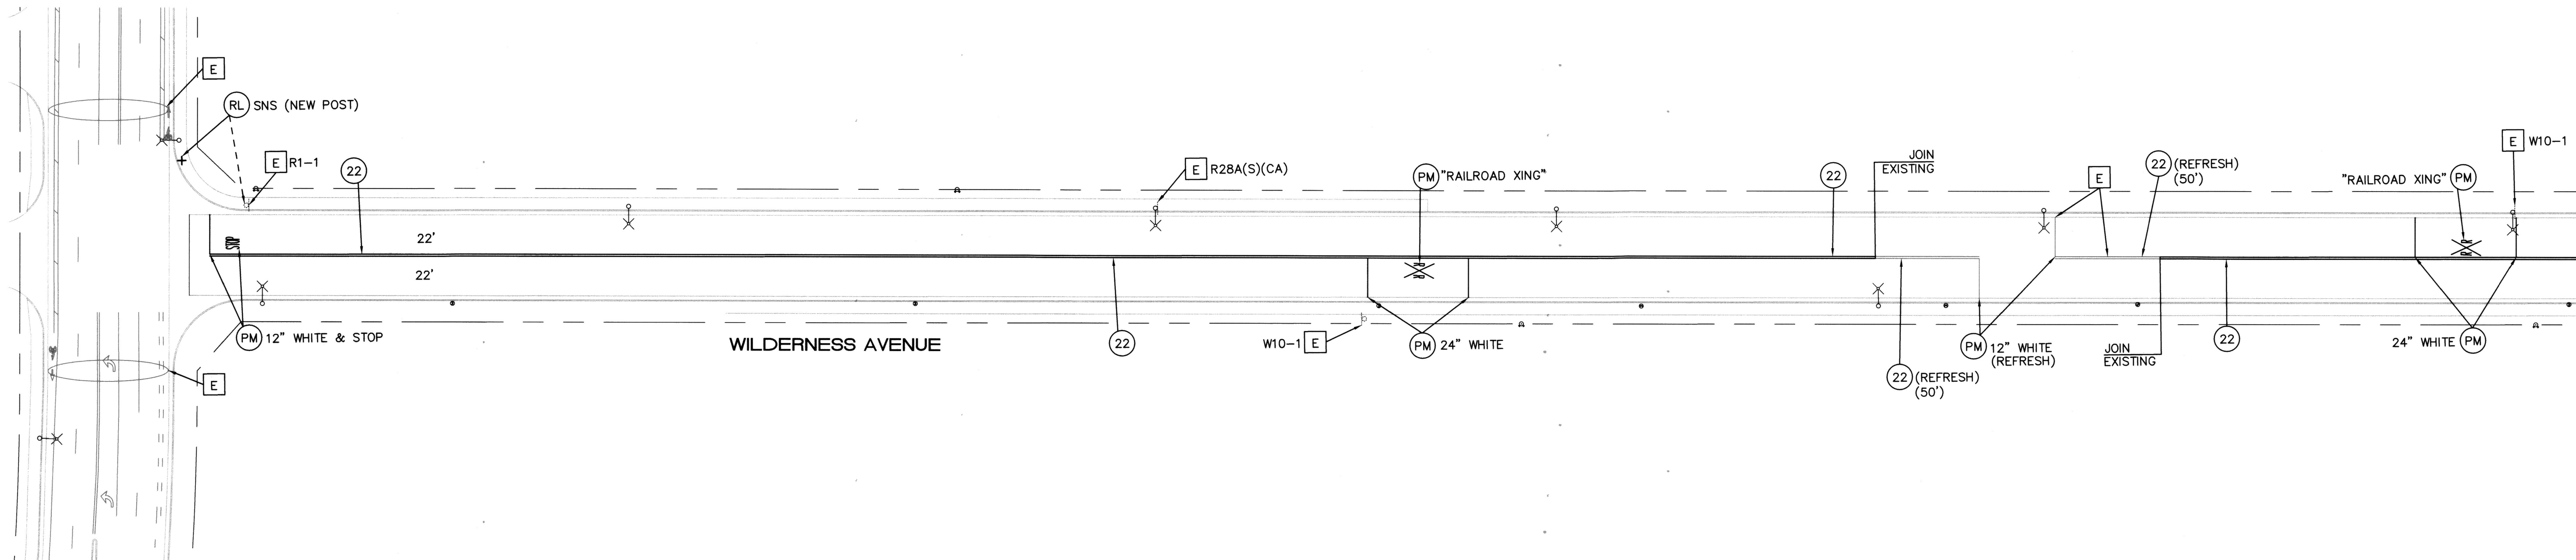 E
RL SNS (NEW POST)
E R1-1
22
E R28A(S)(CA)
PM "RAILROAD XING"
22
JOIN
EXISTING
E
22 (REFRESH)
(50')
"RAILROAD XING" PM
E W10-1
STOP
22'
22'
R R
R R
PM 12" WHITE & STOP
WILDERNESS AVENUE
22
W10-1 E
PM 24" WHITE
22 (REFRESH)
(50')
PM 12" WHITE
(REFRESH)
JOIN
EXISTING
22
24" WHITE PM
E